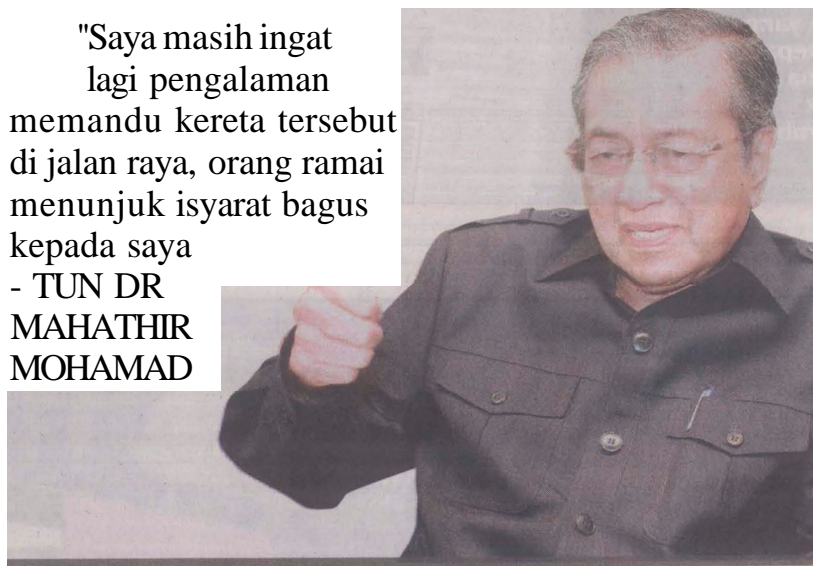 "Saya masih ingat
lagi pengalaman
memandu kereta tersebut
di jalan raya, orang ramai
menunjuk isyarat bagus
kepada saya
- TUN DR
MAHATHIR
MOHAMAD